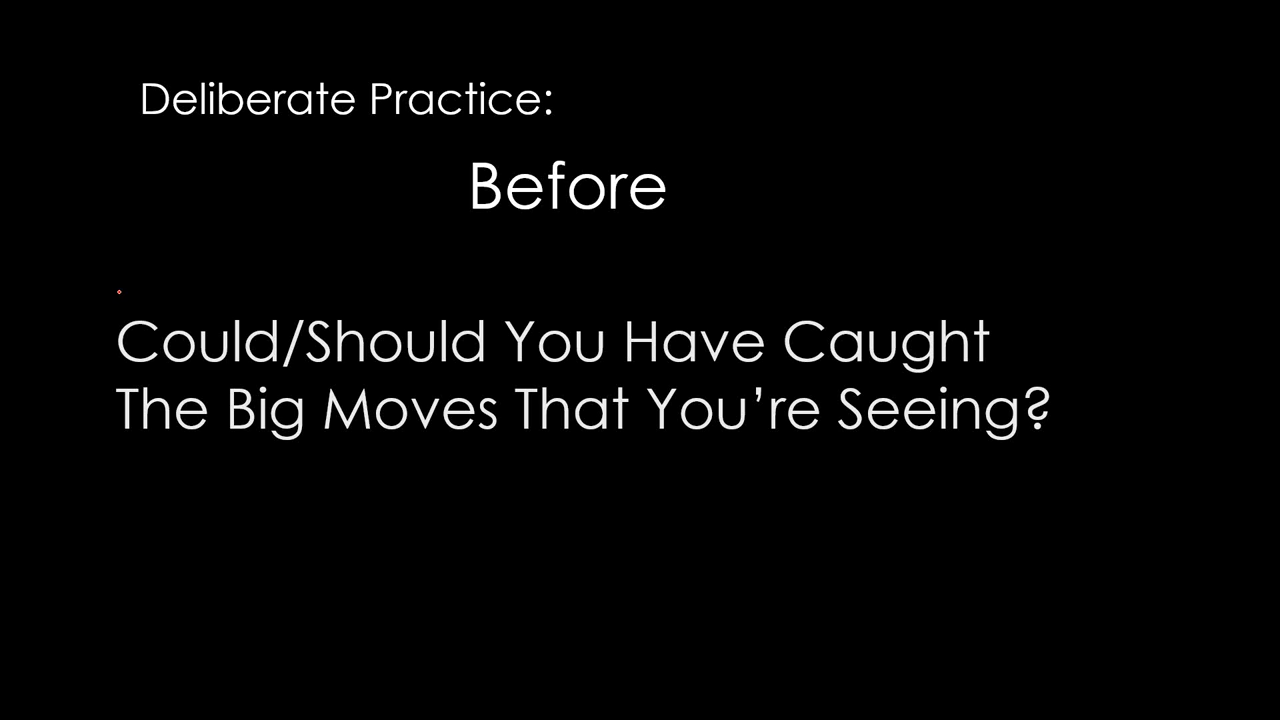 Deliberate Practice:
Before
Could/Should You Have Caught
The Big Moves That You’re Seeing?